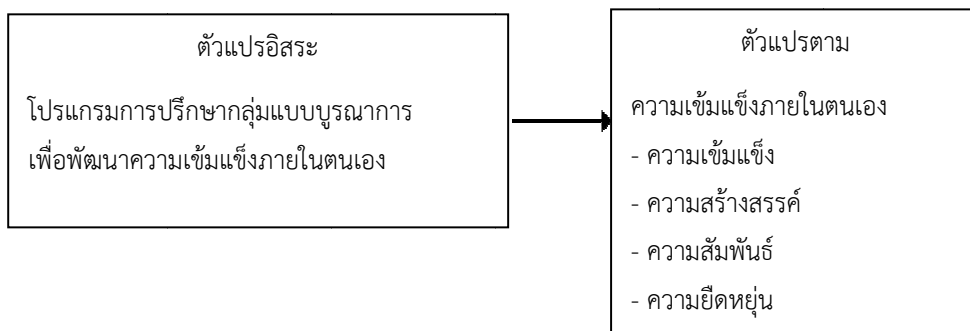 ตัวแปรอิสระ
โปรแกรมการปรึกษากลุ่มแบบบูรณาการ
เพื่อพัฒนาความเข้มแข็งภายในตนเอง
ตัวแปรตาม
ความเข้มแข็งภายในตนเอง
- ความเข้มแข็ง
- ความสร้างสรรค์
- ความสัมพันธ์
- ความยืดหยุ่น